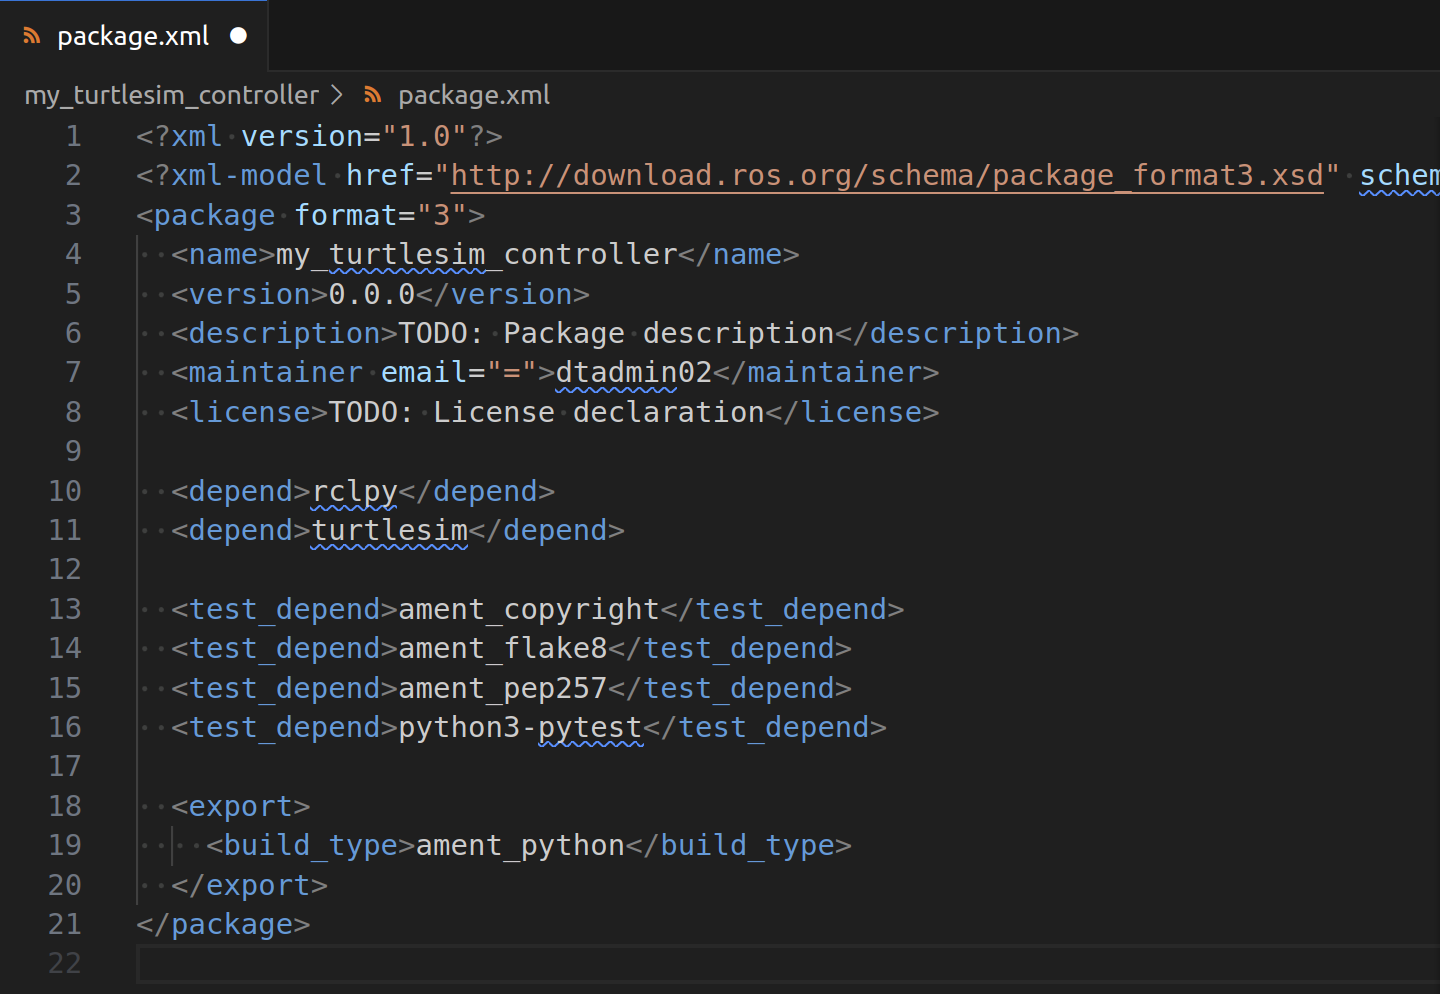 package.xml
my_turtlesim_controller > package.xml
1 <?xml version="1.0"?>
2 <?xml-model href="http://download.ros.org/schema/package_format3.xsd" schem
3 <package format="3">
4   <name>my_turtlesim_controller</name>
5   <version>0.0.0</version>
6   <description>TODO: Package description</description>
7   <maintainer email="=">dtadmin02</maintainer>
8   <license>TODO: License declaration</license>
9
10   <depend>rclpy</depend>
11   <depend>turtlesim</depend>
12
13   <test_depend>ament_copyright</test_depend>
14   <test_depend>ament_flake8</test_depend>
15   <test_depend>ament_pep257</test_depend>
16   <test_depend>python3-pytest</test_depend>
17
18   <export>
19     <build_type>ament_python</build_type>
20   </export>
21 </package>
22